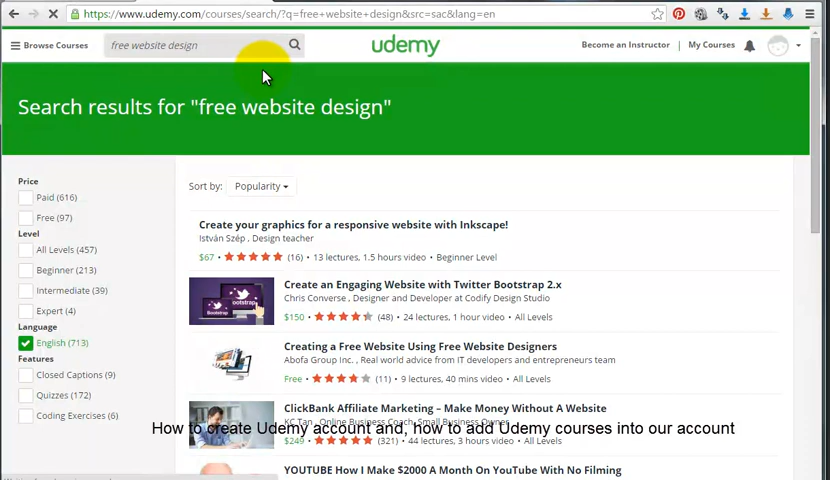 https://www.udemy.com/courses/search/?q=free+website+design&src=sac&lang=en
Browse Courses
free website design
udemy
Become an Instructor
My Courses
Search results for "free website design"
Price
Paid (616)
Free (97)
Level
All Levels (457)
Beginner (213)
Intermediate (39)
Expert (4)
Language
English (713)
Features
Closed Captions (9)
Quizzes (172)
Coding Exercises (6)
Sort by: Popularity
Create your graphics for a responsive website with Inkscape!
István Szép , Design teacher
$67 • (16) • 13 lectures, 1.5 hours video • Beginner Level
Create an Engaging Website with Twitter Bootstrap 2.x
Chris Converse , Designer and Developer at Codify Design Studio
$150 • (48) • 24 lectures, 1 hour video • All Levels
Creating a Free Website Using Free Website Designers
Abofa Group Inc. , Real world advice from IT developers and entrepreneurs team
Free • (11) • 9 lectures, 40 mins video • All Levels
ClickBank Affiliate Marketing – Make Money Without A Website
KC Tan , Online Business Coach, Small Business
$249 • (321) • 44 lectures, 3 hours video • All Levels
How to create Udemy account and, how to add Udemy courses into our account
YOUTUBE How I Make $2000 A Month On YouTube With No Filming